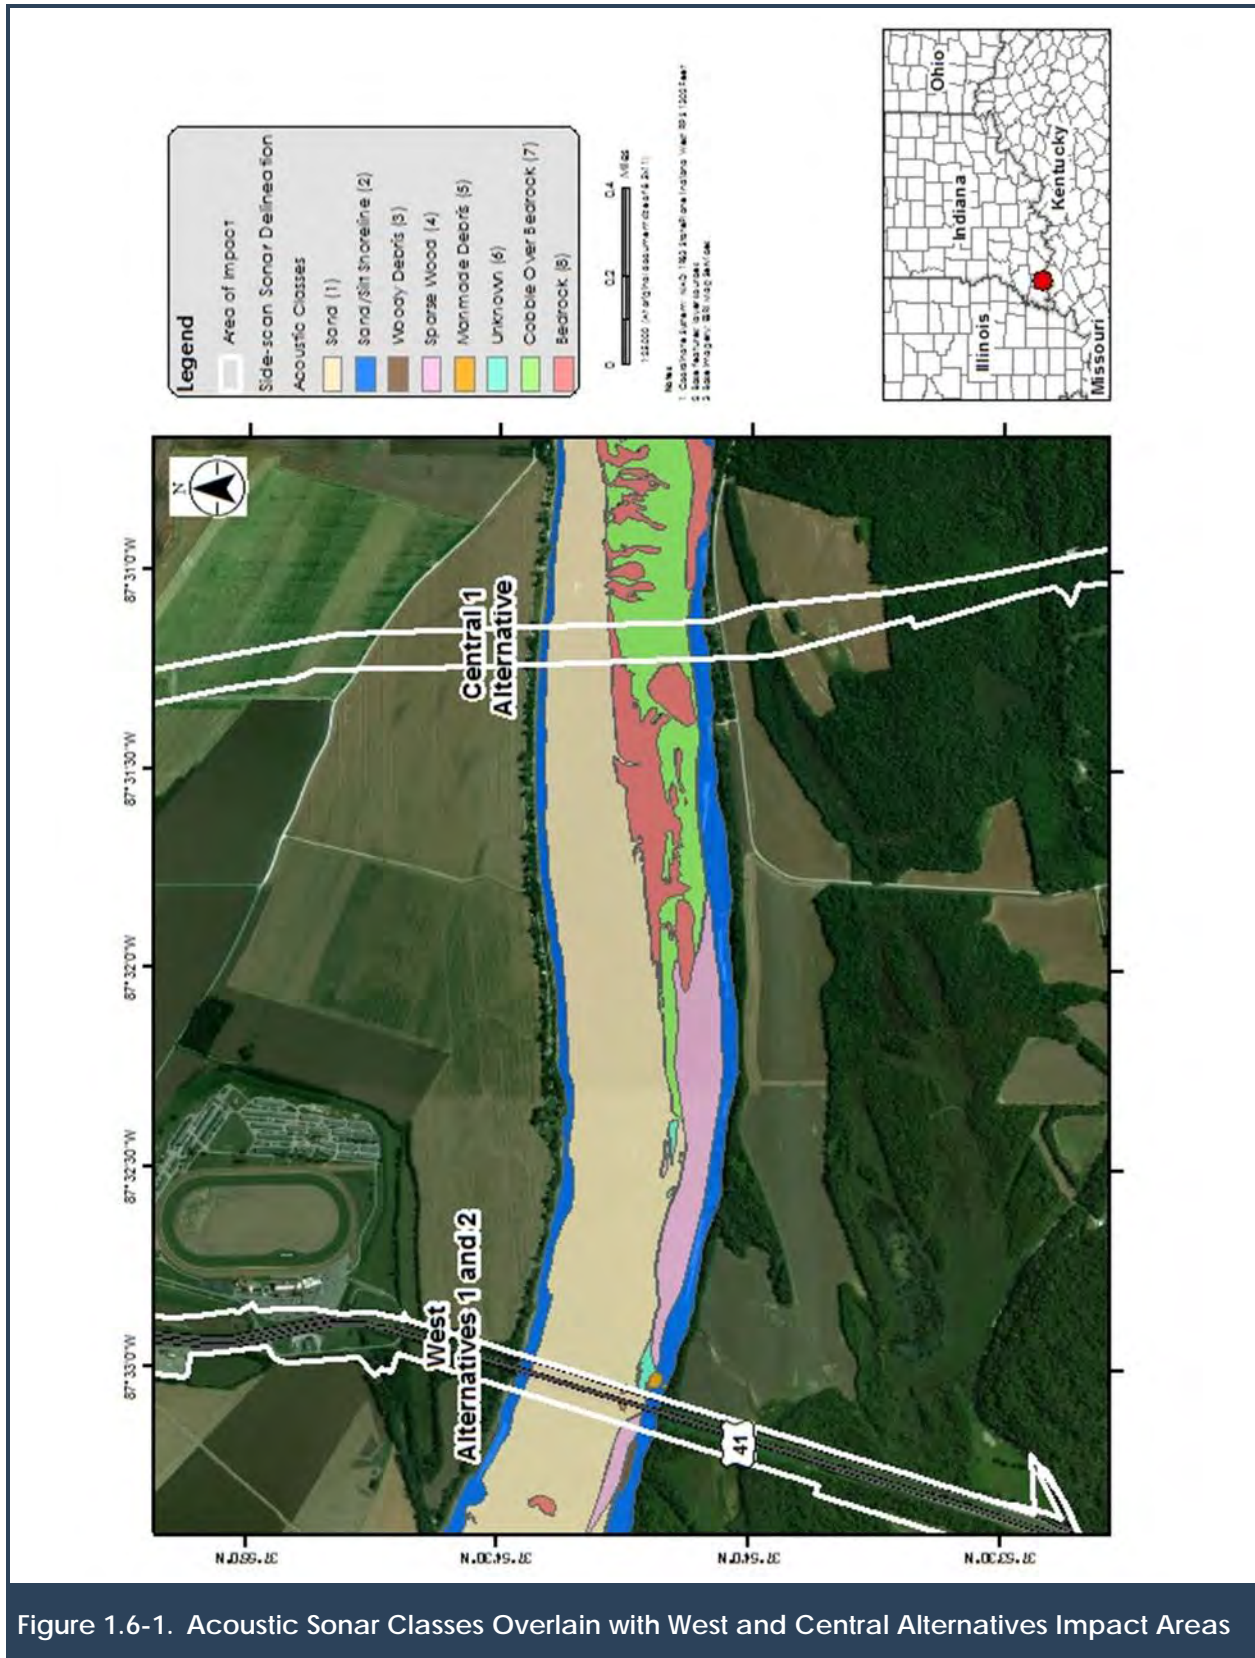 Legend
Area of Impact
Side-scan Sonar Delineation
Acoustic Classes
Sand (1)
Sand/Silt Shoreline (2)
Woody Debris (3)
Sparse Wood (4)
Manmade Debris (5)
Unknown (6)
Cobble Over Bedrock (7)
Bedrock (8)
0 0.2 0.4
Miles
Notes
Ohio
Indiana
Kentucky
Illinois
Missouri
N
87°31'0"W
87°31'30"W
87°32'0"W
87°32'30"W
87°33'0"W
Central 1
Alternative
West
Alternatives 1 and 2
41
Figure 1.6-1. Acoustic Sonar Classes Overlain with West and Central Alternatives Impact Areas